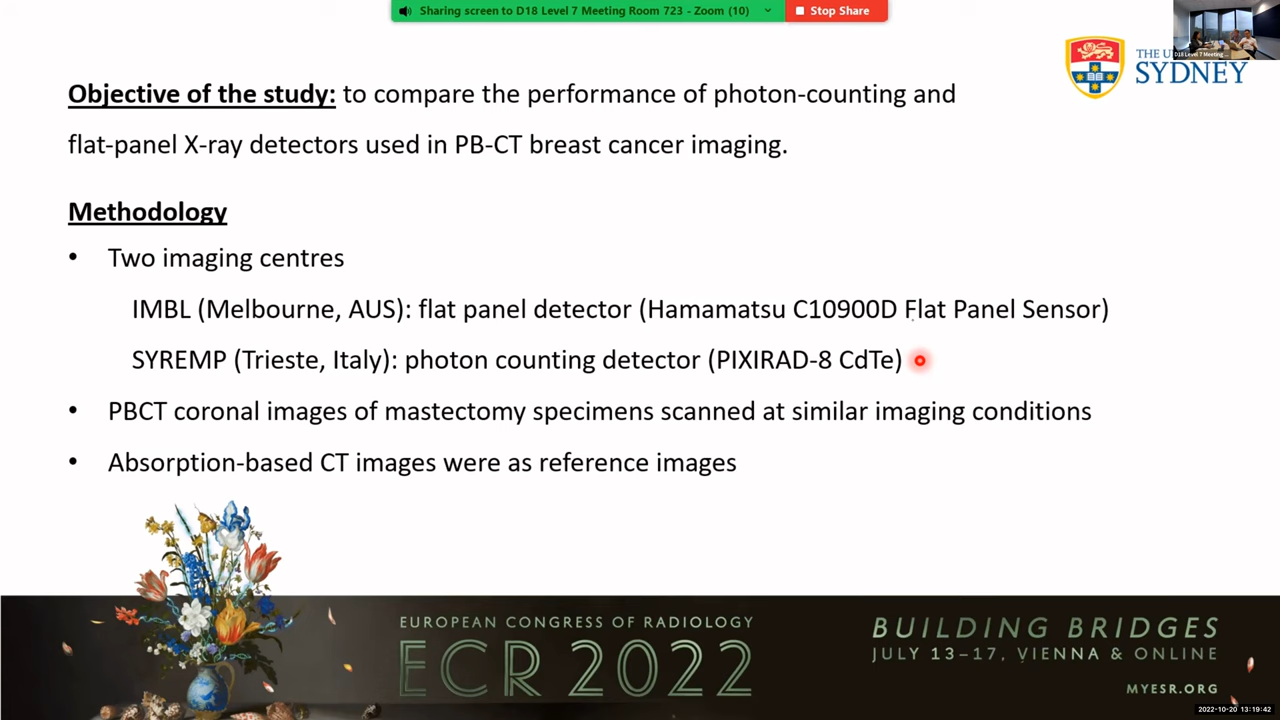 Sharing screen to D18 Level 7 Meeting Room 723 - Zoom (10)
Stop Share
D18 Level 7 Meeting
THE U
SYDNEY
Objective of the study: to compare the performance of photon-counting and
flat-panel X-ray detectors used in PB-CT breast cancer imaging.
Methodology
• Two imaging centres
IMBL (Melbourne, AUS): flat panel detector (Hamamatsu C10900D Flat Panel Sensor)
SYREMP (Trieste, Italy): photon counting detector (PIXIRAD-8 CdTe)
• PBCT coronal images of mastectomy specimens scanned at similar imaging conditions
• Absorption-based CT images were as reference images
EUROPEAN CONGRESS OF RADIOLOGY
ECR 2022
BUILDING BRIDGES
JULY 13–17, VIENNA & ONLINE
MYESR.ORG
2022-10-20 13:19:42